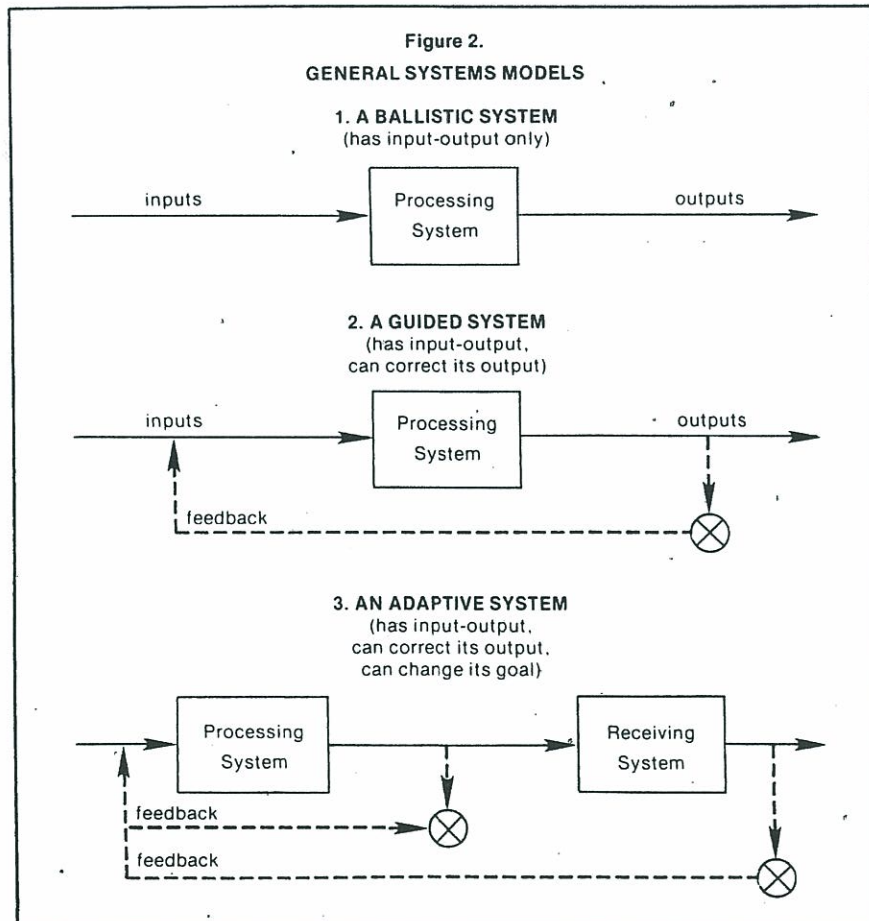 Figure 2.
GENERAL SYSTEMS MODELS
1. A BALLISTIC SYSTEM
(has input-output only)
inputs
Processing
System
outputs
2. A GUIDED SYSTEM
(has input-output,
can correct its output)
inputs
Processing
System
outputs
feedback
3. AN ADAPTIVE SYSTEM
(has input-output,
can correct its output,
can change its goal)
Processing
System
Receiving
System
feedback
feedback